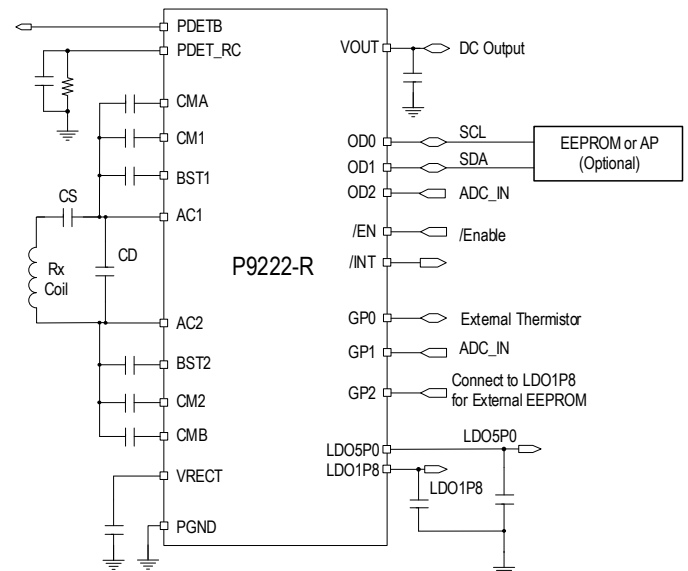 PDETB
PDET_RC
CMA
CM1
BST1
CS
AC1
CD
Rx
Coil
AC2
BST2
CM2
CMB
VRECT
PGND
P9222-R
VOUT
DC Output
OD0
SCL
OD1
SDA
EEPROM or AP
(Optional)
OD2
ADC_IN
/EN
/Enable
/INT
GP0
External Thermistor
GP1
ADC_IN
GP2
Connect to LDO1P8
for External EEPROM
LDO5P0
LDO5P0
LDO1P8
LDO1P8